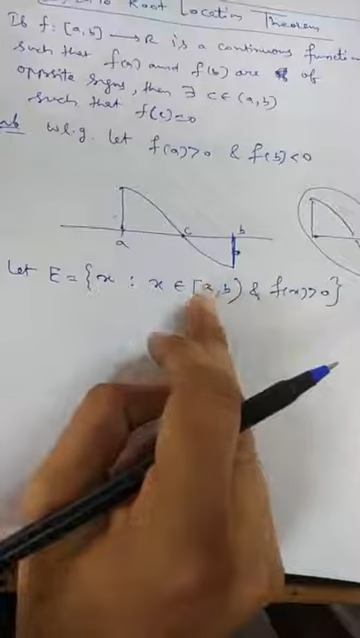 Root Location Theorem
If f : [a,b] → R is a continuous function
such that f(a) and f(b) are of
opposite signs, then ∃ c ∈ (a,b)
such that f(c)=0
w.l.g. let f(a)>0 & f(b)<0
a c b
Let E = {x : x ∈ [a,b) & f(x)>0}